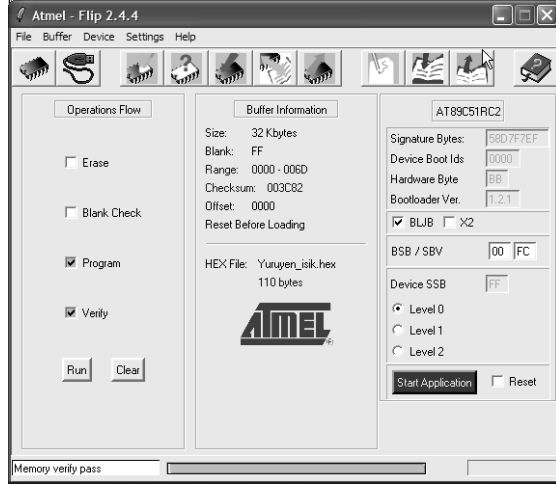 Atmel - Flip 2.4.4
File Buffer Device Settings Help
Operations Flow
Erase
Blank Check
Program
Verify
Run Clear
Buffer Information
Size: 32 Kbytes
Blank: FF
Range: 0000 - 006D
Checksum: 003C82
Offset: 0000
Reset Before Loading
HEX File: Yuruyen_isik.hex
110 bytes
ATMEL
AT89C51RC2
Signature Bytes: 58D7F7EF
Device Boot Ids 0000
Hardware Byte BB
Bootloader Ver. 1.2.1
BLJB X2
BSB / SBV 00 FC
Device SSB FF
Level 0
Level 1
Level 2
Start Application Reset
Memory verify pass